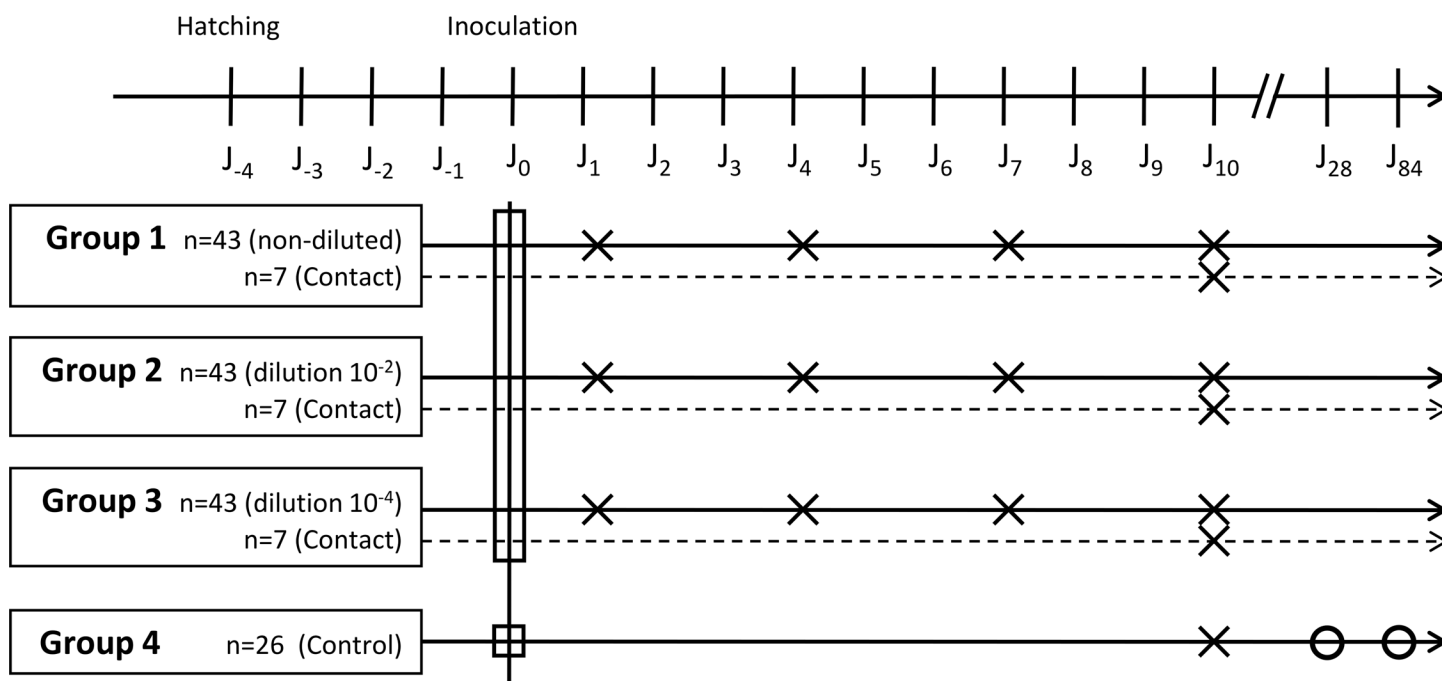 Hatching Inoculation
J-4 J-3 J-2 J-1 J0 J1 J2 J3 J4 J5 J6 J7 J8 J9 J10 J28 J84
Group 1 n=43 (non-diluted)
n=7 (Contact)
Group 2 n=43 (dilution 10-2)
n=7 (Contact)
Group 3 n=43 (dilution 10-4)
n=7 (Contact)
Group 4 n=26 (Control)